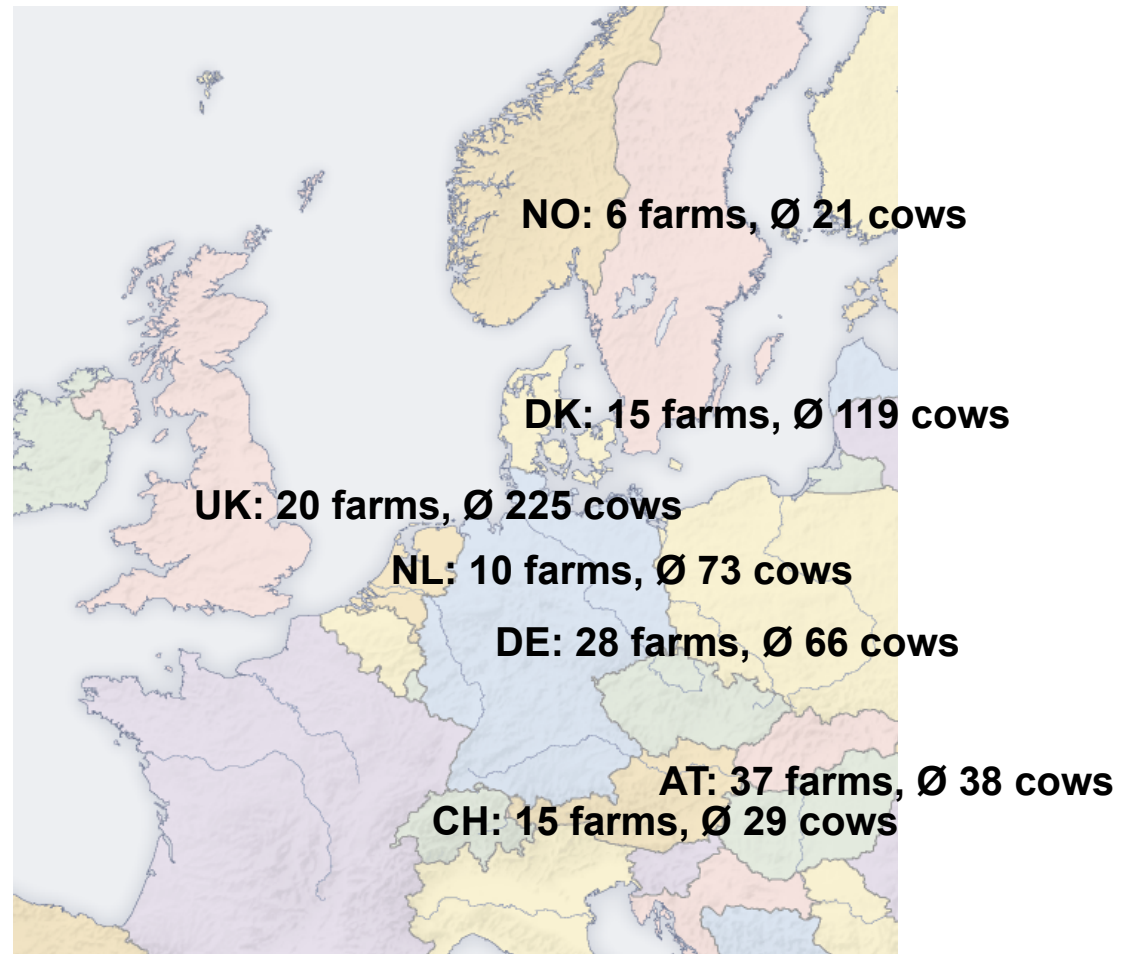 NO: 6 farms, Ø 21 cows
DK: 15 farms, Ø 119 cows
UK: 20 farms, Ø 225 cows
NL: 10 farms, Ø 73 cows
DE: 28 farms, Ø 66 cows
AT: 37 farms, Ø 38 cows
CH: 15 farms, Ø 29 cows